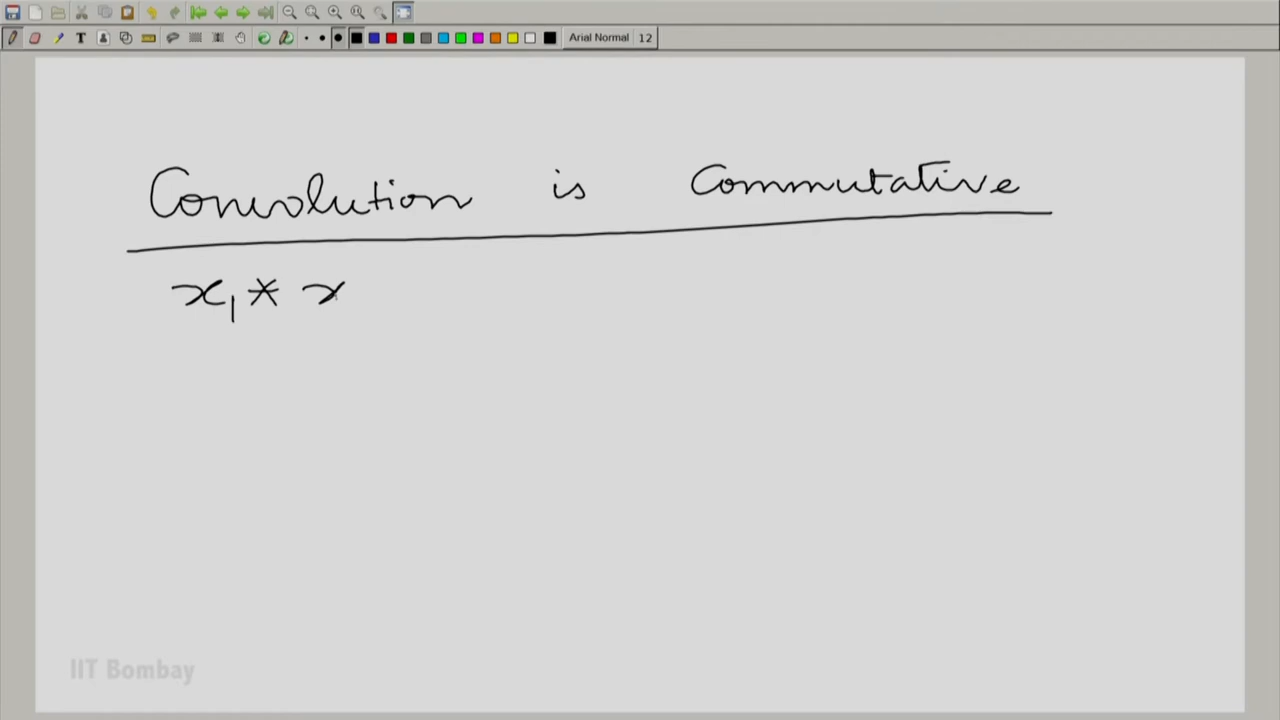 Arial Normal 12
Convolution is Commutative
x₁ * x
IIT Bombay